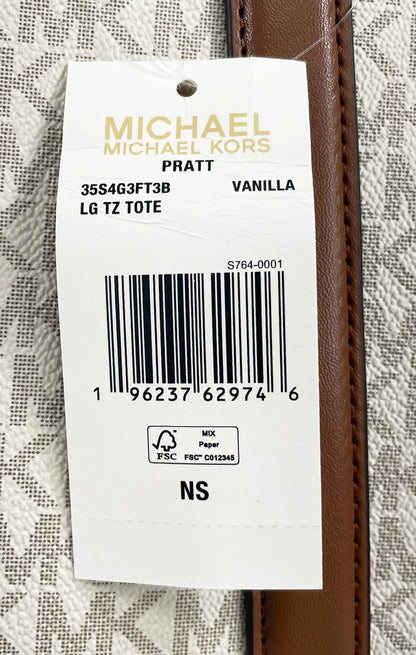 MICHAEL
MICHAEL KORS
PRATT
35S4G3FT3B VANILLA
LG TZ TOTE
S764-0001
1 96237 62974 6
MIX
Paper
FSC FSC™ C012345
NS